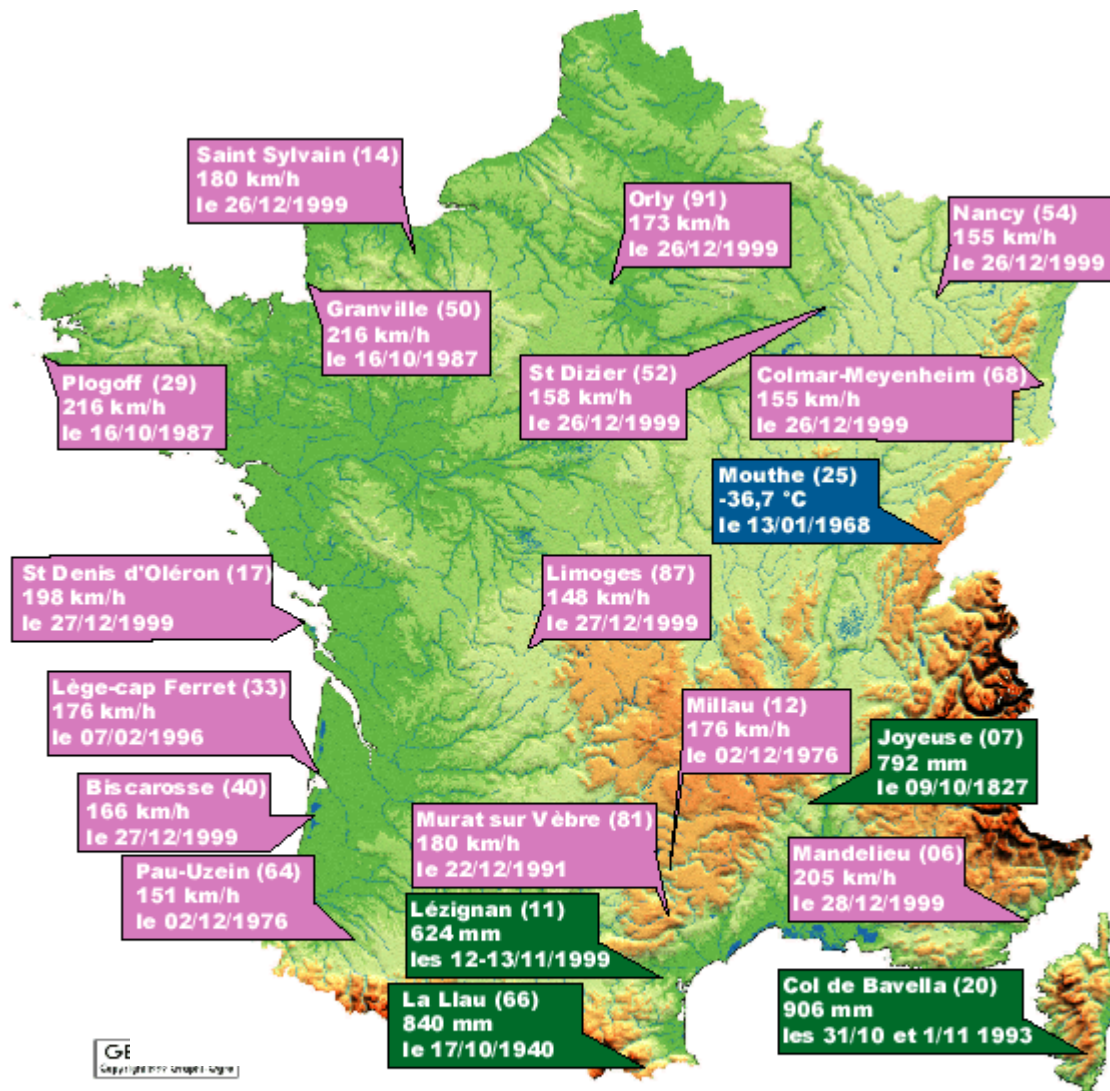 Saint Sylvain (14)
180 km/h
le 26/12/1999
Orly (91)
173 km/h
le 26/12/1999
Nancy (54)
155 km/h
le 26/12/1999
Granville (50)
216 km/h
le 16/10/1987
Plogoff (29)
216 km/h
le 16/10/1987
St Dizier (52)
158 km/h
le 26/12/1999
Colmar-Meyenheim (68)
155 km/h
le 26/12/1999
Mouthe (25)
-36,7 °C
le 13/01/1968
St Denis d'Oléron (17)
198 km/h
le 27/12/1999
Limoges (87)
148 km/h
le 27/12/1999
Lège-cap Ferret (33)
176 km/h
le 07/02/1996
Millau (12)
176 km/h
le 02/12/1976
Joyeuse (07)
792 mm
le 09/10/1827
Biscarosse (40)
166 km/h
le 27/12/1999
Murat sur Vèbre (81)
180 km/h
le 22/12/1991
Mandelieu (06)
205 km/h
le 28/12/1999
Pau-Uzein (64)
151 km/h
le 02/12/1976
Lézignan (11)
624 mm
les 12-13/11/1999
Col de Bavella (20)
906 mm
les 31/10 et 1/11 1993
La Llau (66)
840 mm
le 17/10/1940
Copyright